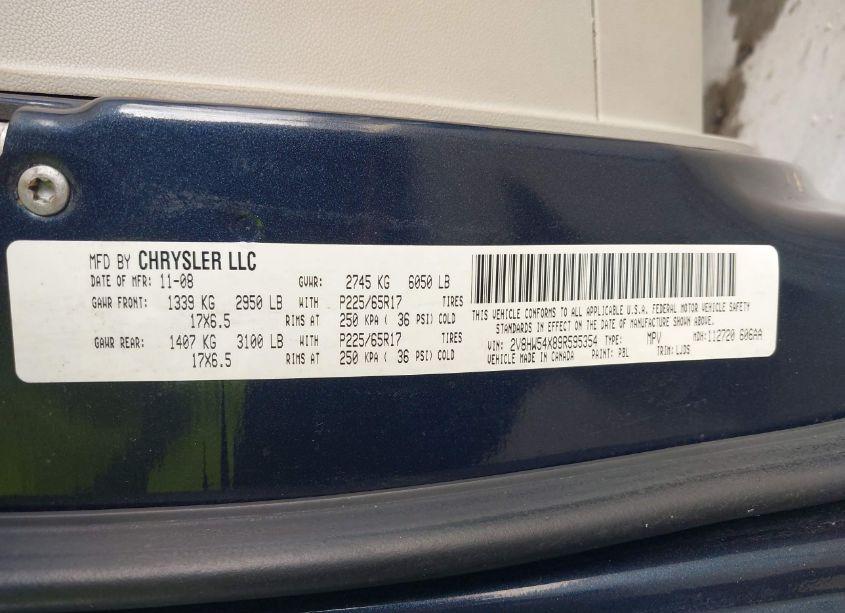 MFD BY CHRYSLER LLC
DATE OF MFR: 11-08 GVWR: 2745 KG 6050 LB
GAWR FRONT: 1339 KG 2950 LB WITH P225/65R17 TIRES
17X6.5 RIMS AT 250 KPA ( 36 PSI) COLD
GAWR REAR: 1407 KG 3100 LB WITH P225/65R17 TIRES
17X6.5 RIMS AT 250 KPA ( 36 PSI) COLD
THIS VEHICLE CONFORMS TO ALL APPLICABLE U.S.A. FEDERAL MOTOR VEHICLE SAFETY
STANDARDS IN EFFECT ON THE DATE OF MANUFACTURE SHOWN ABOVE.
VIN: 2V8HW54X89R595354 TYPE: MPV MDH: 112720 606AA
VEHICLE MADE IN CANADA PAINT: PBL TRIM: LJDS